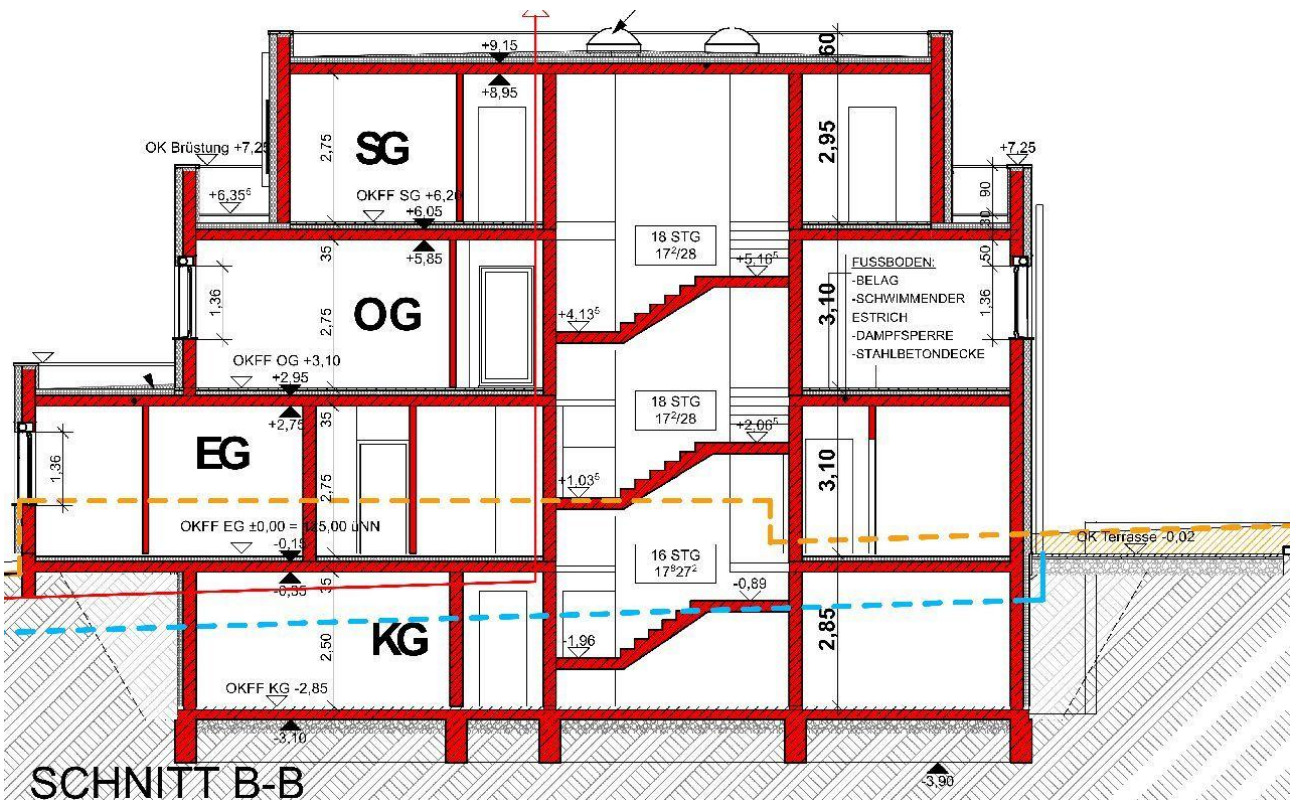 +9,15
60
+8,95
2,75
SG
2,95
OK Brüstung +7,25
+7,25
+6,35⁵
OKFF SG +6,20
90
+6,05
30
35
+5,85
18 STG
17²/28
50
+5,16⁵
FUSSBODEN:
-BELAG
-SCHWIMMENDER
ESTRICH
-DAMPFSPERRE
-STAHLBETONDECKE
1,36
OG
3,10
1,36
+4,13⁵
2,75
OKFF OG +3,10
+2,95
35
+2,75
18 STG
17²/28
+2,06⁵
EG
1,36
3,10
2,75
+1,03⁵
OKFF EG ±0,00 = 125,00 üNN
-0,15
OK Terrasse -0,02
16 STG
17⁸27²
35
-0,35
-0,89
KG
2,85
2,50
-1,96
OKFF KG -2,85
-3,10
-3,90
SCHNITT B-B